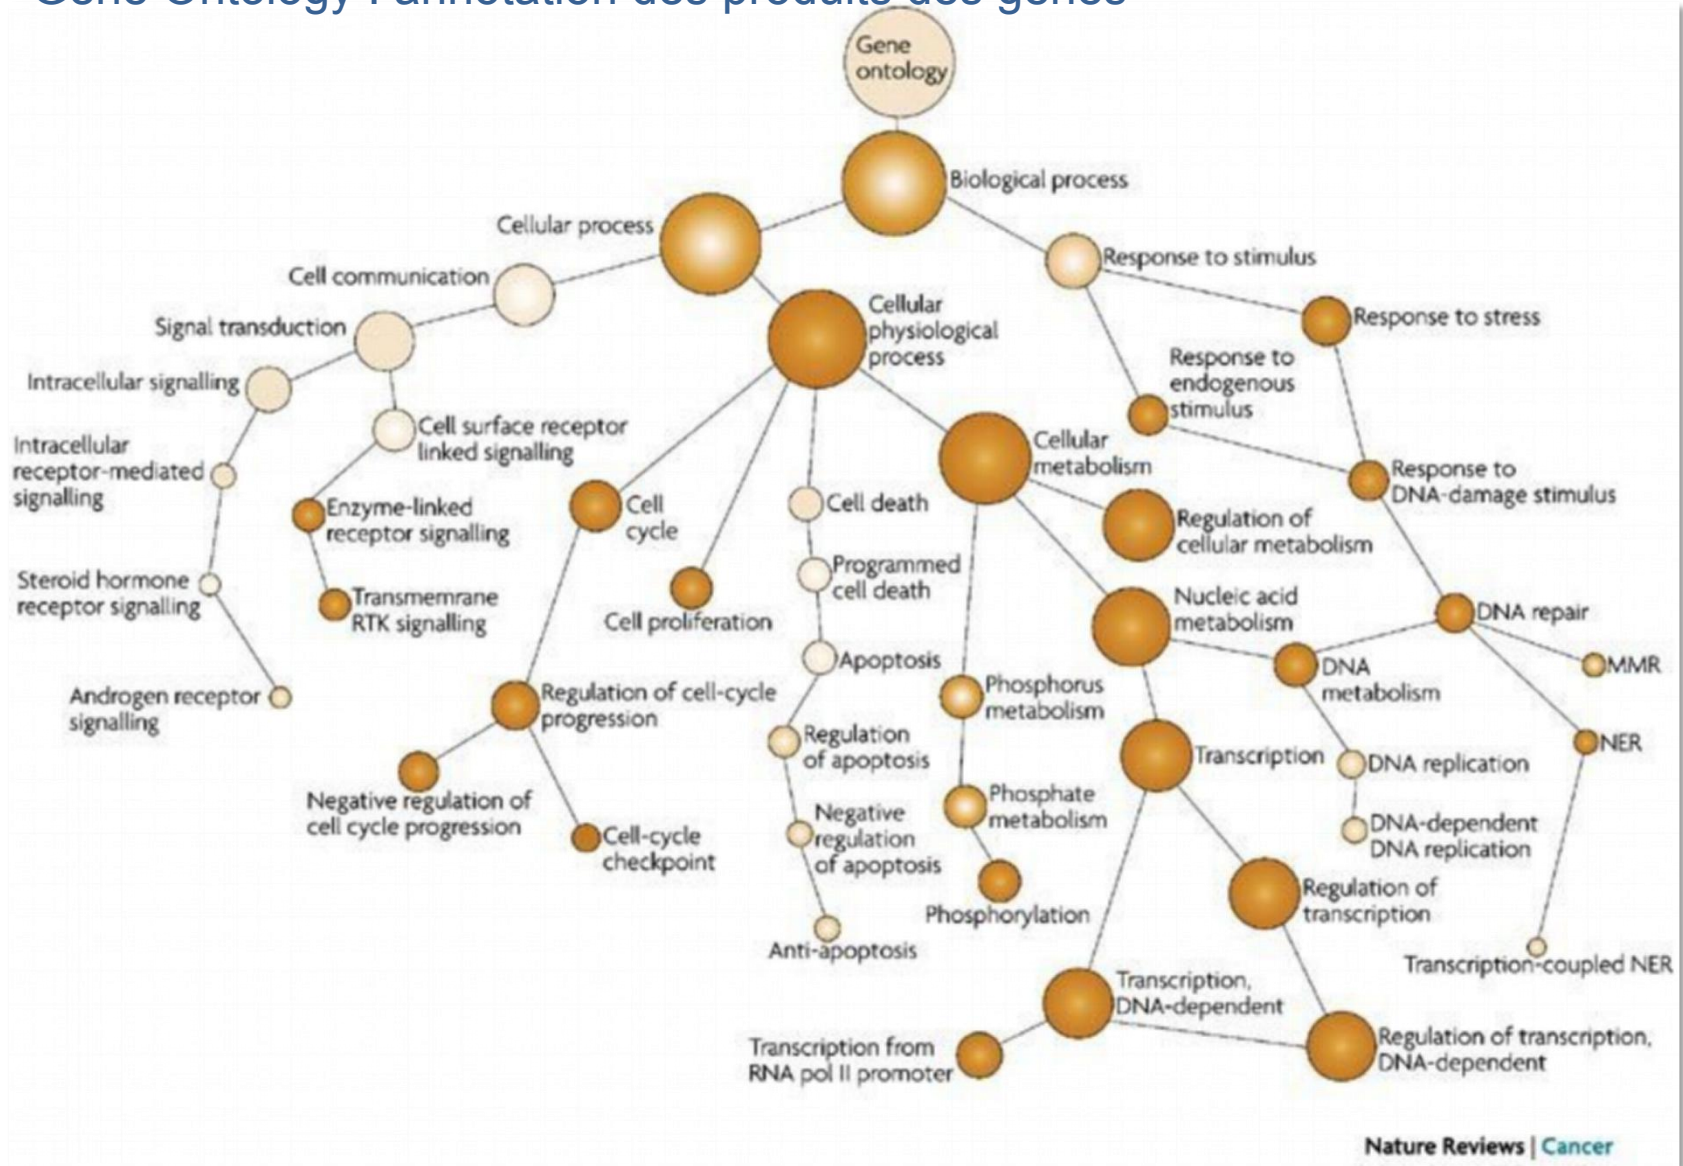 Gene Ontology : annotation des produits des gènes
Gene
ontology
Biological process
Cellular process
Response to stimulus
Cell communication
Cellular
physiological
process
Signal transduction
Response to stress
Response to
endogenous
stimulus
Intracellular signalling
Cell surface receptor
linked signalling
Intracellular
receptor-mediated
signalling
Cellular
metabolism
Response to
DNA-damage stimulus
Enzyme-linked
receptor signalling
Cell
cycle
Cell death
Regulation of
cellular metabolism
Steroid hormone
receptor signalling
Transmemrane
RTK signalling
Cell proliferation
Programmed
cell death
Nucleic acid
metabolism
DNA repair
Apoptosis
DNA
metabolism
MMR
Androgen receptor
signalling
Regulation of cell-cycle
progression
Phosphorus
metabolism
Regulation
of apoptosis
Transcription
DNA replication
NER
Negative regulation of
cell cycle progression
Cell-cycle
checkpoint
Negative
regulation
of apoptosis
Phosphate
metabolism
DNA-dependent
DNA replication
Phosphorylation
Regulation of
transcription
Anti-apoptosis
Transcription-coupled NER
Transcription,
DNA-dependent
Transcription from
RNA pol II promoter
Regulation of transcription,
DNA-dependent
Nature Reviews | Cancer